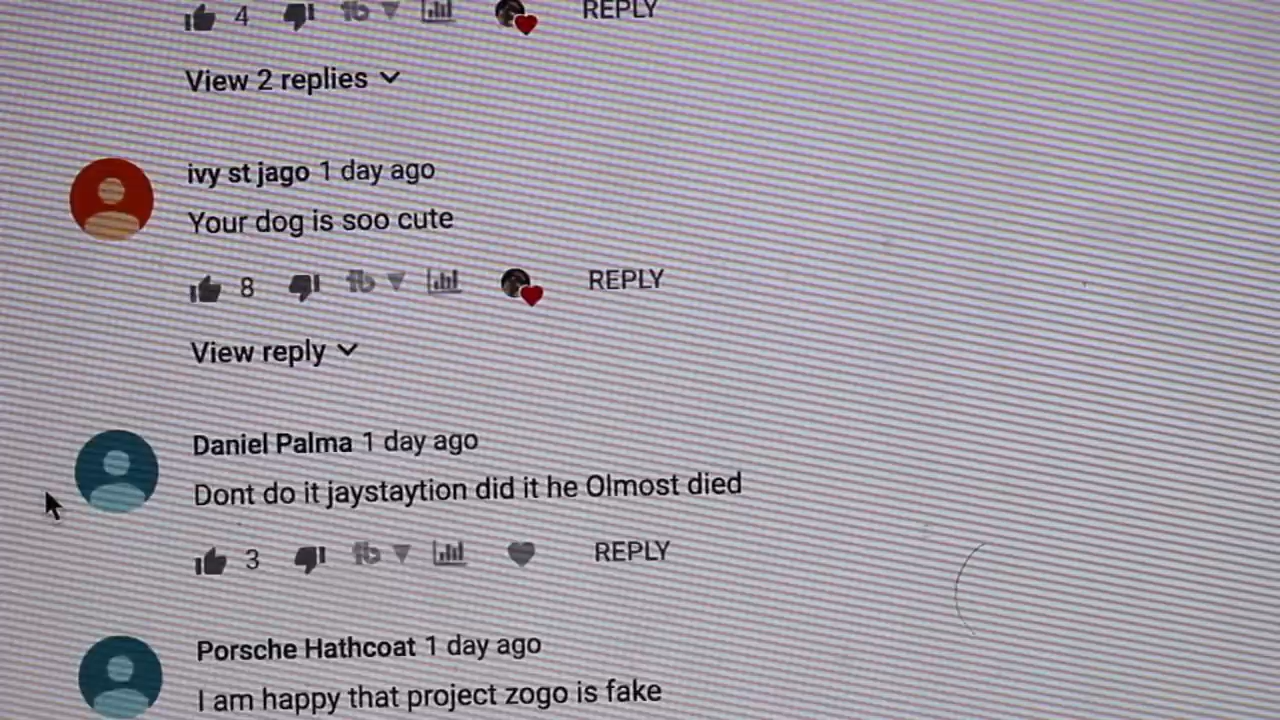 4 REPLY
View 2 replies
ivy st jago 1 day ago
Your dog is soo cute
8 REPLY
View reply
Daniel Palma 1 day ago
Dont do it jaystaytion did it he Olmost died
3 REPLY
Porsche Hathcoat 1 day ago
I am happy that project zogo is fake